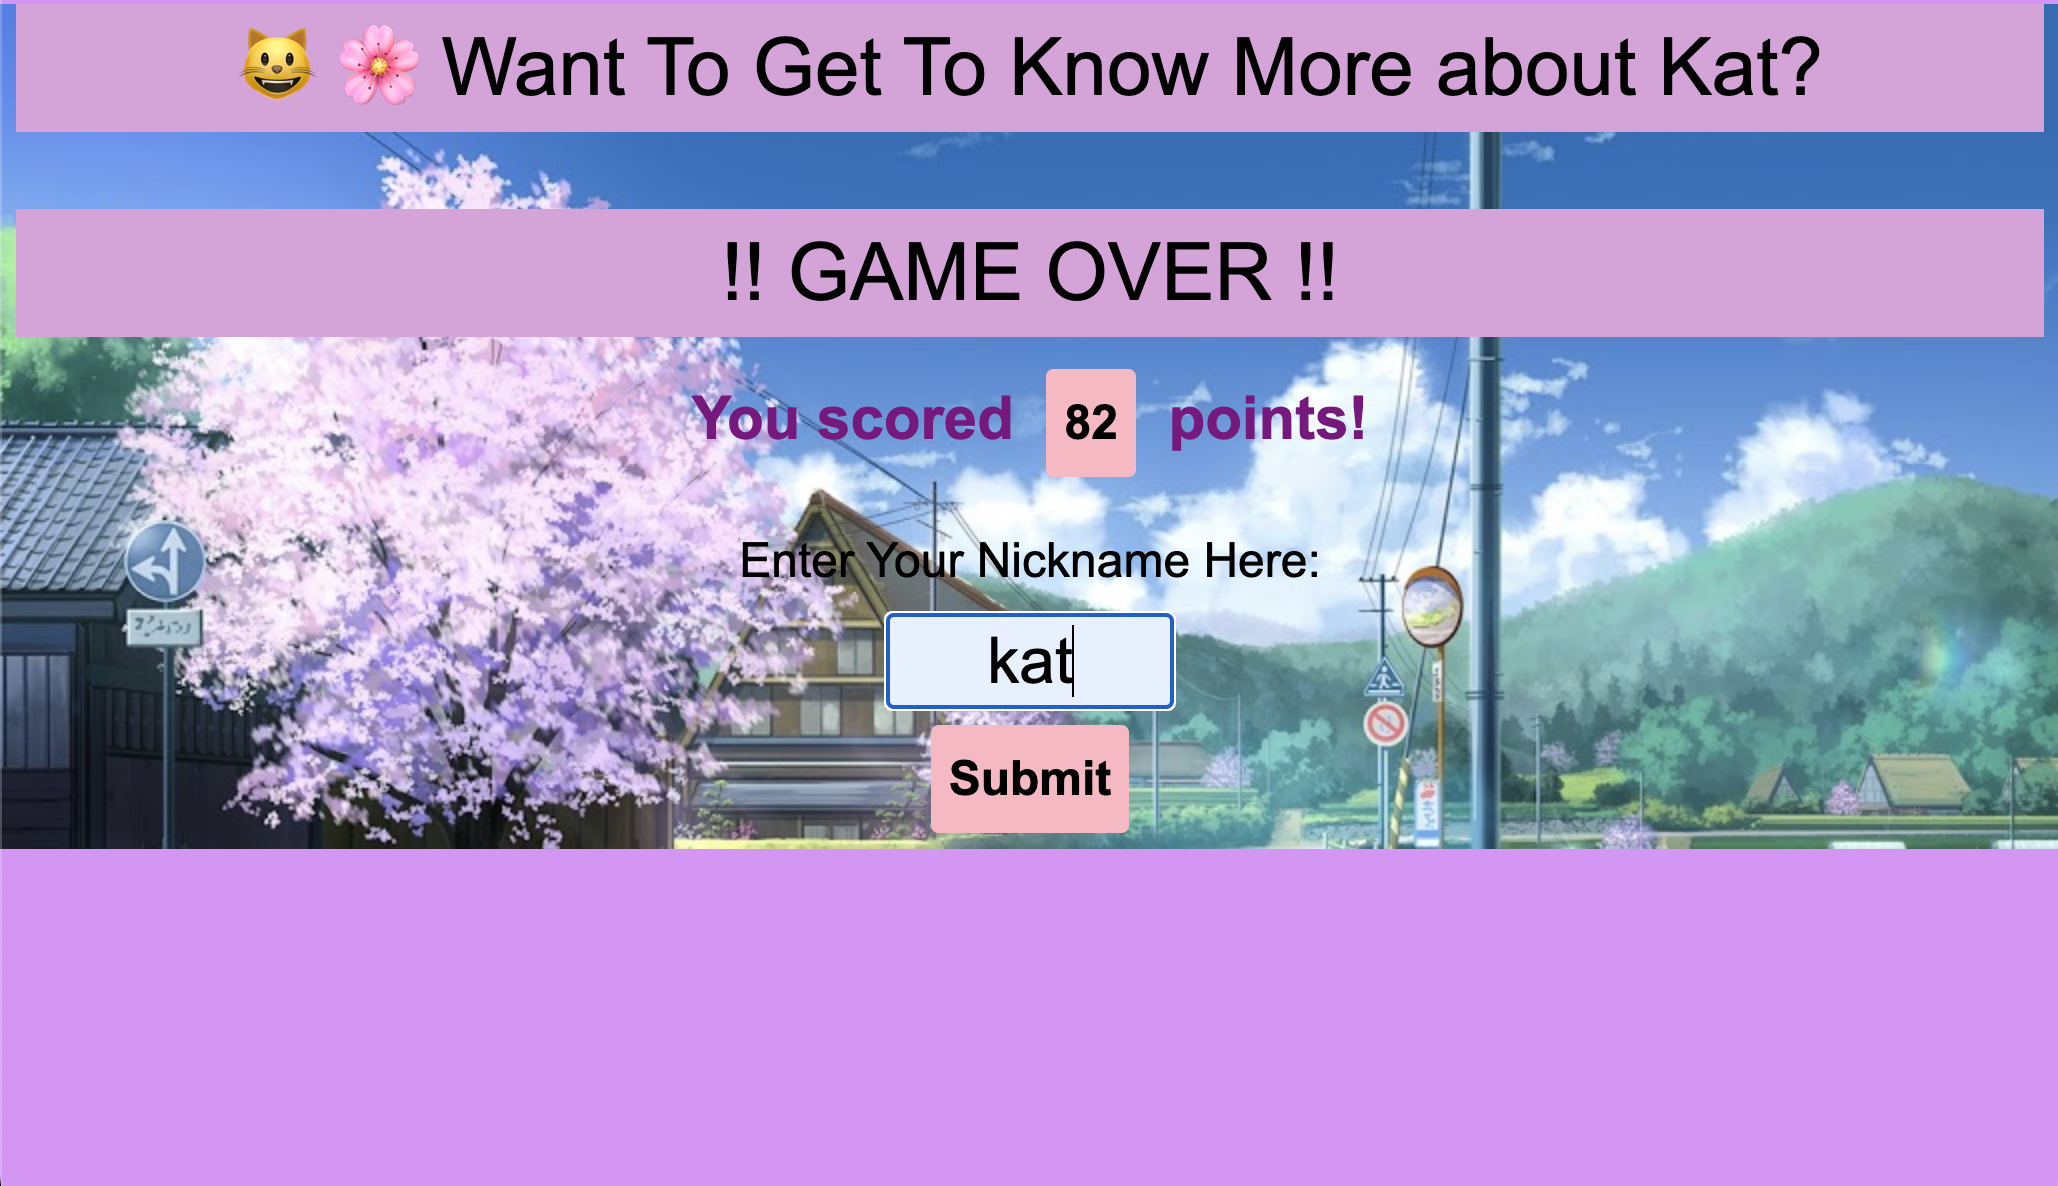 😺 🌸 Want To Get To Know More about Kat?
!! GAME OVER !!
You scored 82 points!
Enter Your Nickname Here:
kat
Submit